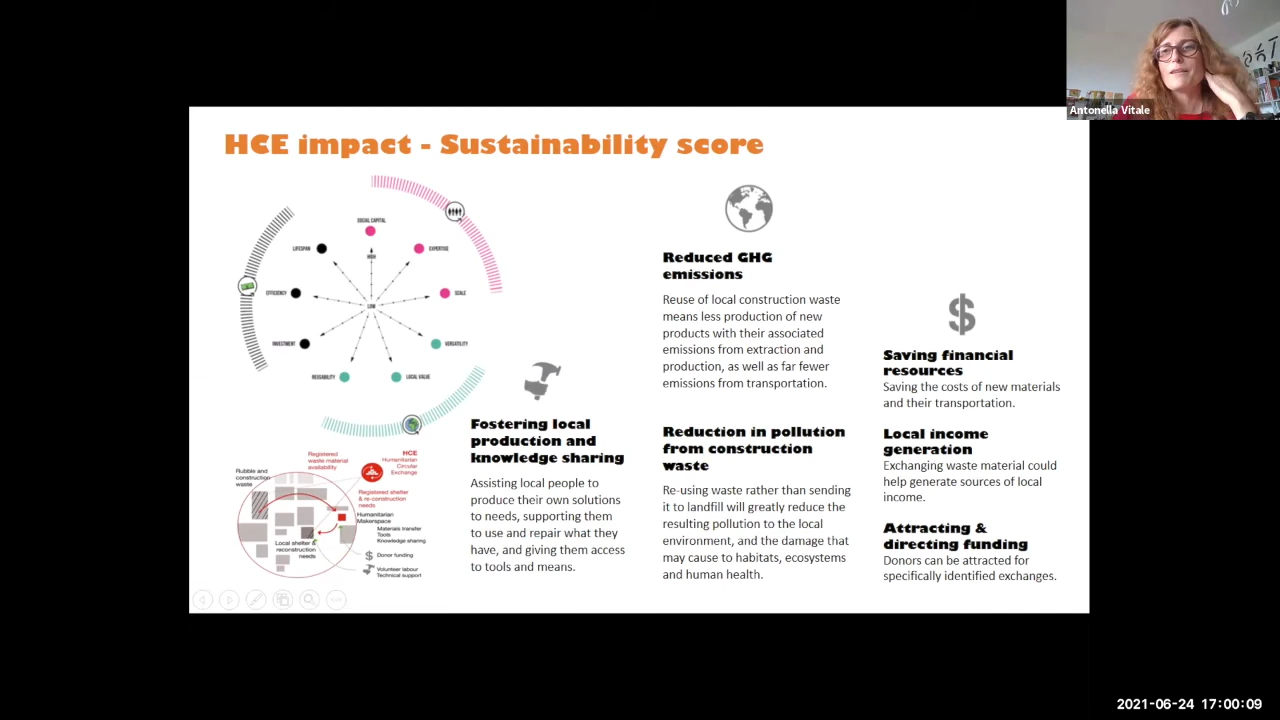 Antonella Vitale
HCE impact - Sustainability score
SOCIAL CAPITAL
LIFESPAN
EXPERTISE
HIGH
EFFICIENCY
SCALE
LOW
INVESTMENT
VERSATILITY
REUSABILITY
LOCAL VALUE
Registered
waste material
availability
HCE
Humanitarian
Circular
Exchange
Rubble and
construction
waste
Registered shelter
& re-construction
needs
Humanitarian
Makerspace
Materials transfer
Tools
Knowledge sharing
Local shelter &
reconstruction
needs
$ Donor funding
Volunteer labour
Technical support
Fostering local
production and
knowledge sharing
Assisting local people to
produce their own solutions
to needs, supporting them
to use and repair what they
have, and giving them access
to tools and means.
Reduced GHG
emissions
Reuse of local construction waste
means less production of new
products with their associated
emissions from extraction and
production, as well as far fewer
emissions from transportation.
Reduction in pollution
from construction
waste
Re-using waste rather than sending
it to landfill will greatly reduce the
resulting pollution to the local
environment, and the damage that
may cause to habitats, ecosystems
and human health.
$
Saving financial
resources
Saving the costs of new materials
and their transportation.
Local income
generation
Exchanging waste material could
help generate sources of local
income.
Attracting &
directing funding
Donors can be attracted for
specifically identified exchanges.
2021-06-24 17:00:09